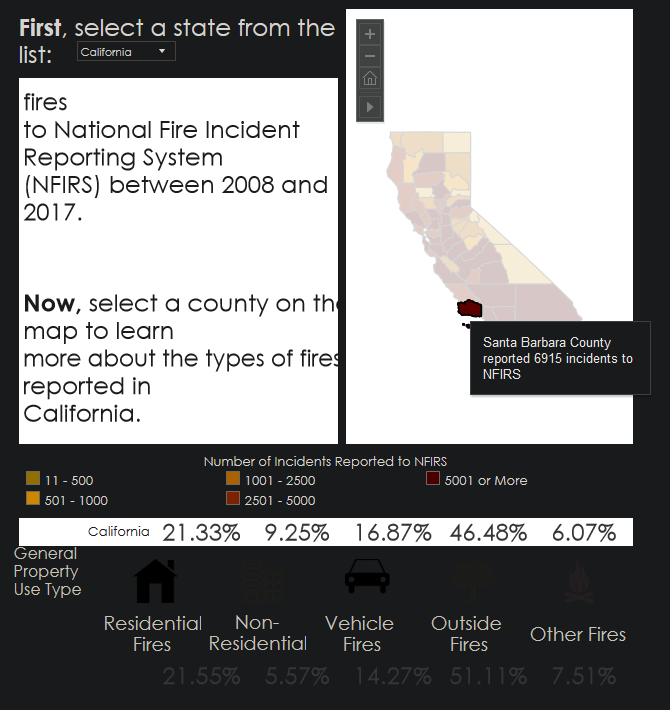 First, select a state from the
list: California
fires
to National Fire Incident
Reporting System
(NFIRS) between 2008 and
2017.
Now, select a county on the
map to learn
more about the types of fires
reported in
California.
Santa Barbara County
reported 6915 incidents to
NFIRS
Number of Incidents Reported to NFIRS
11 - 500
1001 - 2500
5001 or More
501 - 1000
2501 - 5000
California 21.33% 9.25% 16.87% 46.48% 6.07%
General
Property
Use Type
Residential
Fires
Non-
Residential
Vehicle
Fires
Outside
Fires
Other Fires
21.55% 5.57% 14.27% 51.11% 7.51%